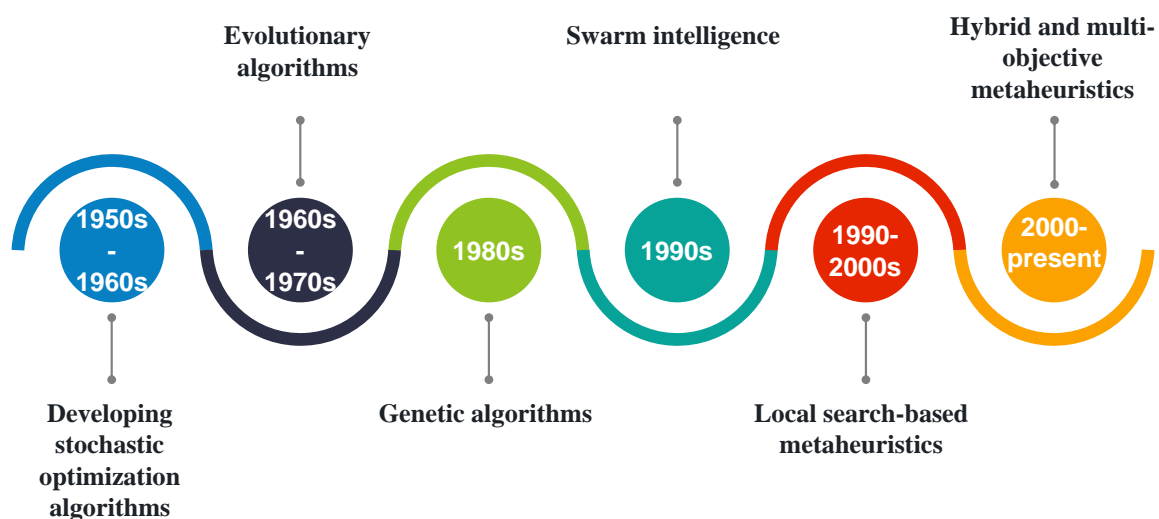 Evolutionary
algorithms
Swarm intelligence
Hybrid and multi-
objective
metaheuristics
1950s
-
1960s
1960s
-
1970s
1980s
1990s
1990-
2000s
2000-
present
Developing
stochastic
optimization
algorithms
Genetic algorithms
Local search-based
metaheuristics